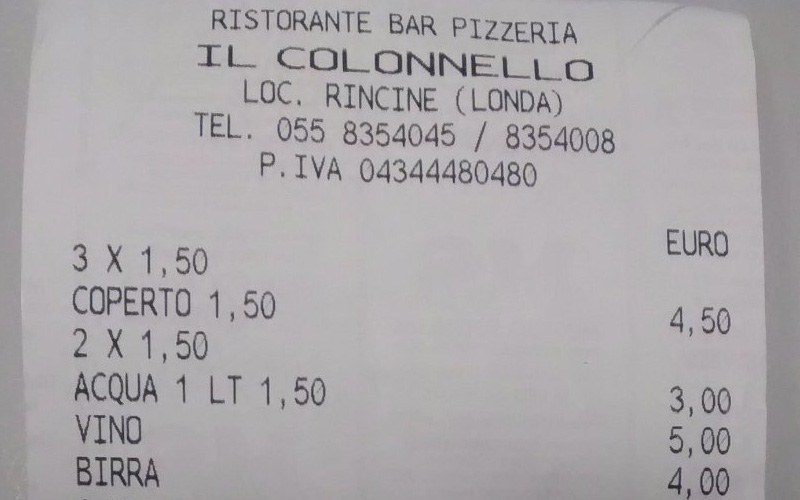 RISTORANTE BAR PIZZERIA
IL COLONNELLO
LOC. RINCINE (LONDA)
TEL. 055 8354045 / 8354008
P.IVA 04344480480
EURO
3 X 1,50
COPERTO 1,50 4,50
2 X 1,50
ACQUA 1 LT 1,50 3,00
VINO 5,00
BIRRA 4,00